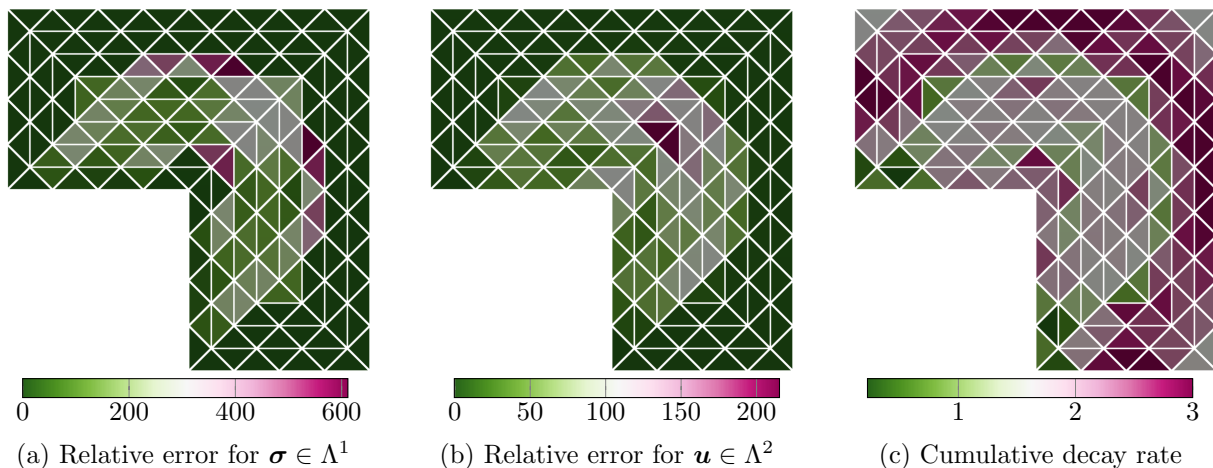 0 200 400 600
0 50 100 150 200
1 2 3
(a) Relative error for σ ∈ Λ¹
(b) Relative error for u ∈ Λ²
(c) Cumulative decay rate